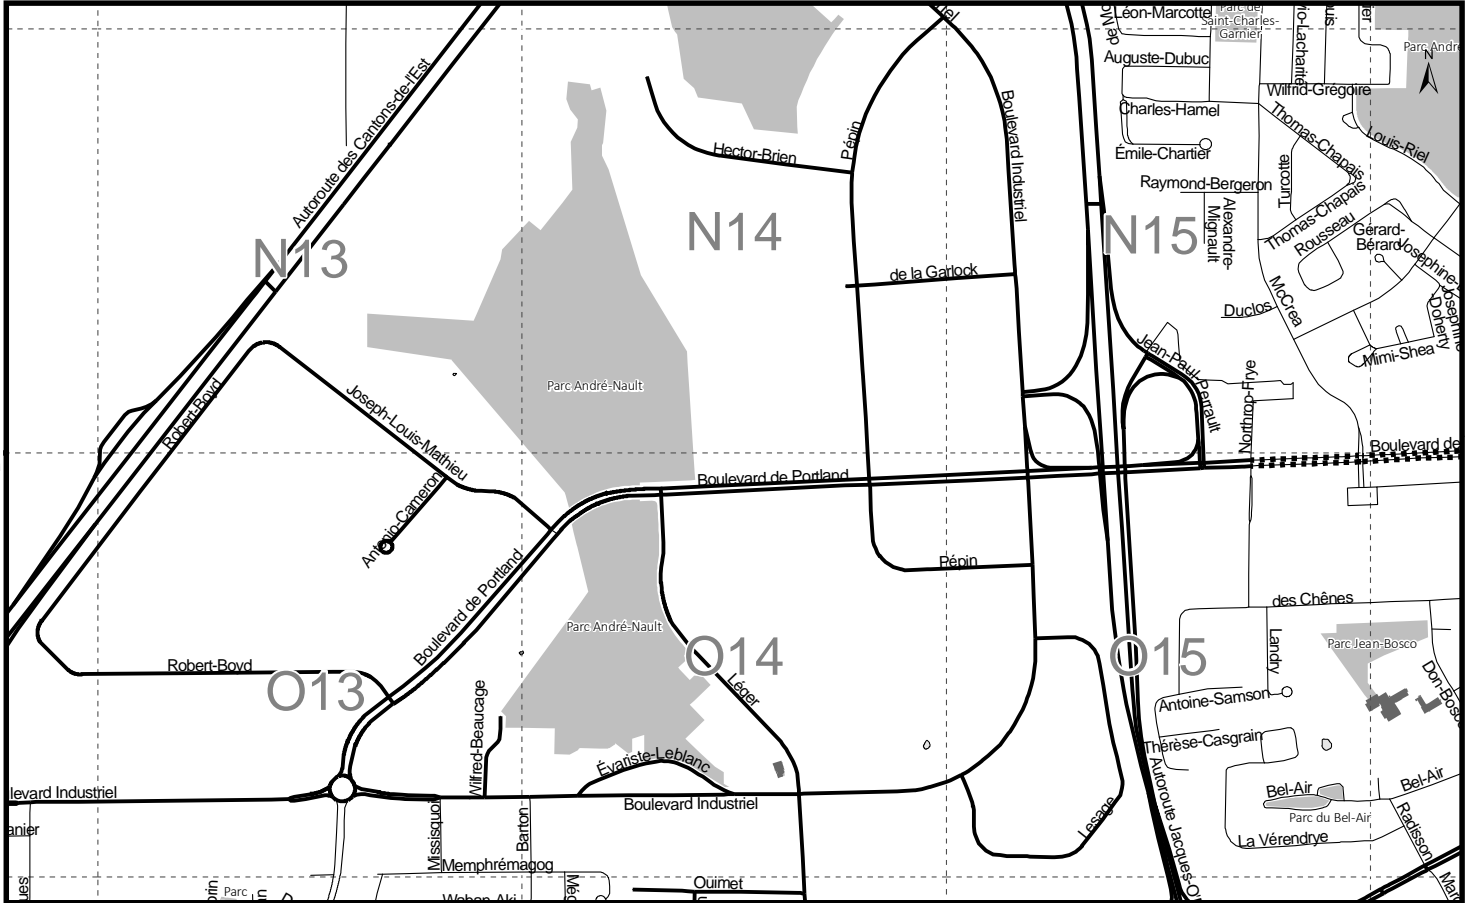 Léon-Marcotte
Parc de
Saint-Charles-
Garnier
Parc André
N
Auguste-Dubuc
Wilfrid-Grégoire
Autoroute des Cantons-de-l'Est
Boulevard Industriel
Charles-Hamel
Thomas-Chapais
Louis-Riel
Pépin
Hector-Brien
Émile-Chartier
Turcotte
Raymond-Bergeron
Alexandre-
Mignault
Thomas-Chapais
Rousseau
N13
N14
N15
Gérard-
Bérard
de la Garlock
McCrea
Duclos
Josephine-
Doherty
Jean-Paul-Perrault
Mimi-Shea
Parc André-Nault
Robert-Boyd
Joseph-Louis-Mathieu
Northrop-Frye
Boulevard de
Boulevard de Portland
Antonio-Cameron
Pépin
Boulevard de Portland
des Chênes
Parc André-Nault
Landry
Parc Jean-Bosco
Robert-Boyd
O13
O14
O15
Léger
Don-Bosco
Antoine-Samson
Wilfred-Beaucage
Thérèse-Casgrain
Évariste-Leblanc
Autoroute Jacques-O'
Bel-Air
Bel-Air
levard Industriel
Boulevard Industriel
Parc du Bel-Air
Lesage
anier
Missisquoi
Barton
La Vérendrye
Radisson
Memphrémagog
Ouimet
Parc